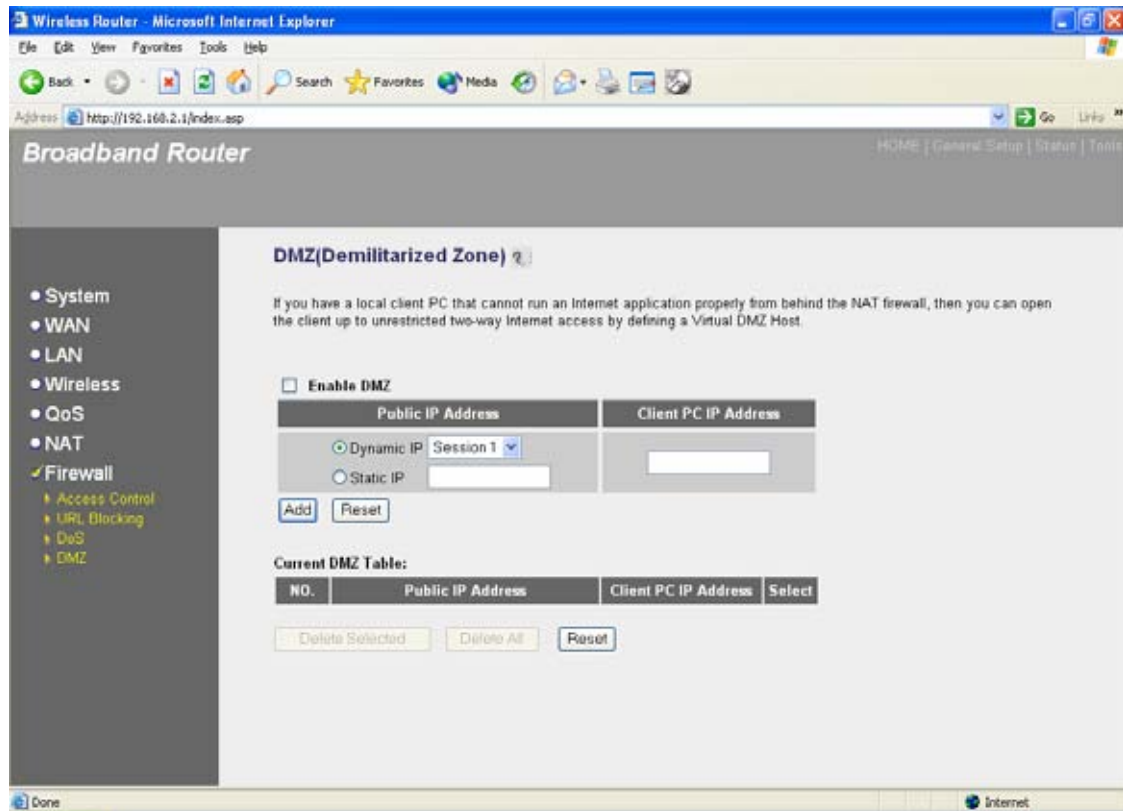 Wireless Router - Microsoft Internet Explorer
File Edit View Favorites Tools Help
Back Search Favorites Media
Address http://192.168.2.1/index.asp Go Links »
Broadband Router
HOME | General Setup | Status | Tools
DMZ(Demilitarized Zone) ?
If you have a local client PC that cannot run an Internet application properly from behind the NAT firewall, then you can open
the client up to unrestricted two-way Internet access by defining a Virtual DMZ Host.
System
WAN
LAN
Wireless
QoS
NAT
Firewall
Access Control
URL Blocking
DoS
DMZ
Enable DMZ
Public IP Address Client PC IP Address
Dynamic IP Session 1
Static IP
Add Reset
Current DMZ Table:
NO. Public IP Address Client PC IP Address Select
Delete Selected Delete All Reset
Done Internet